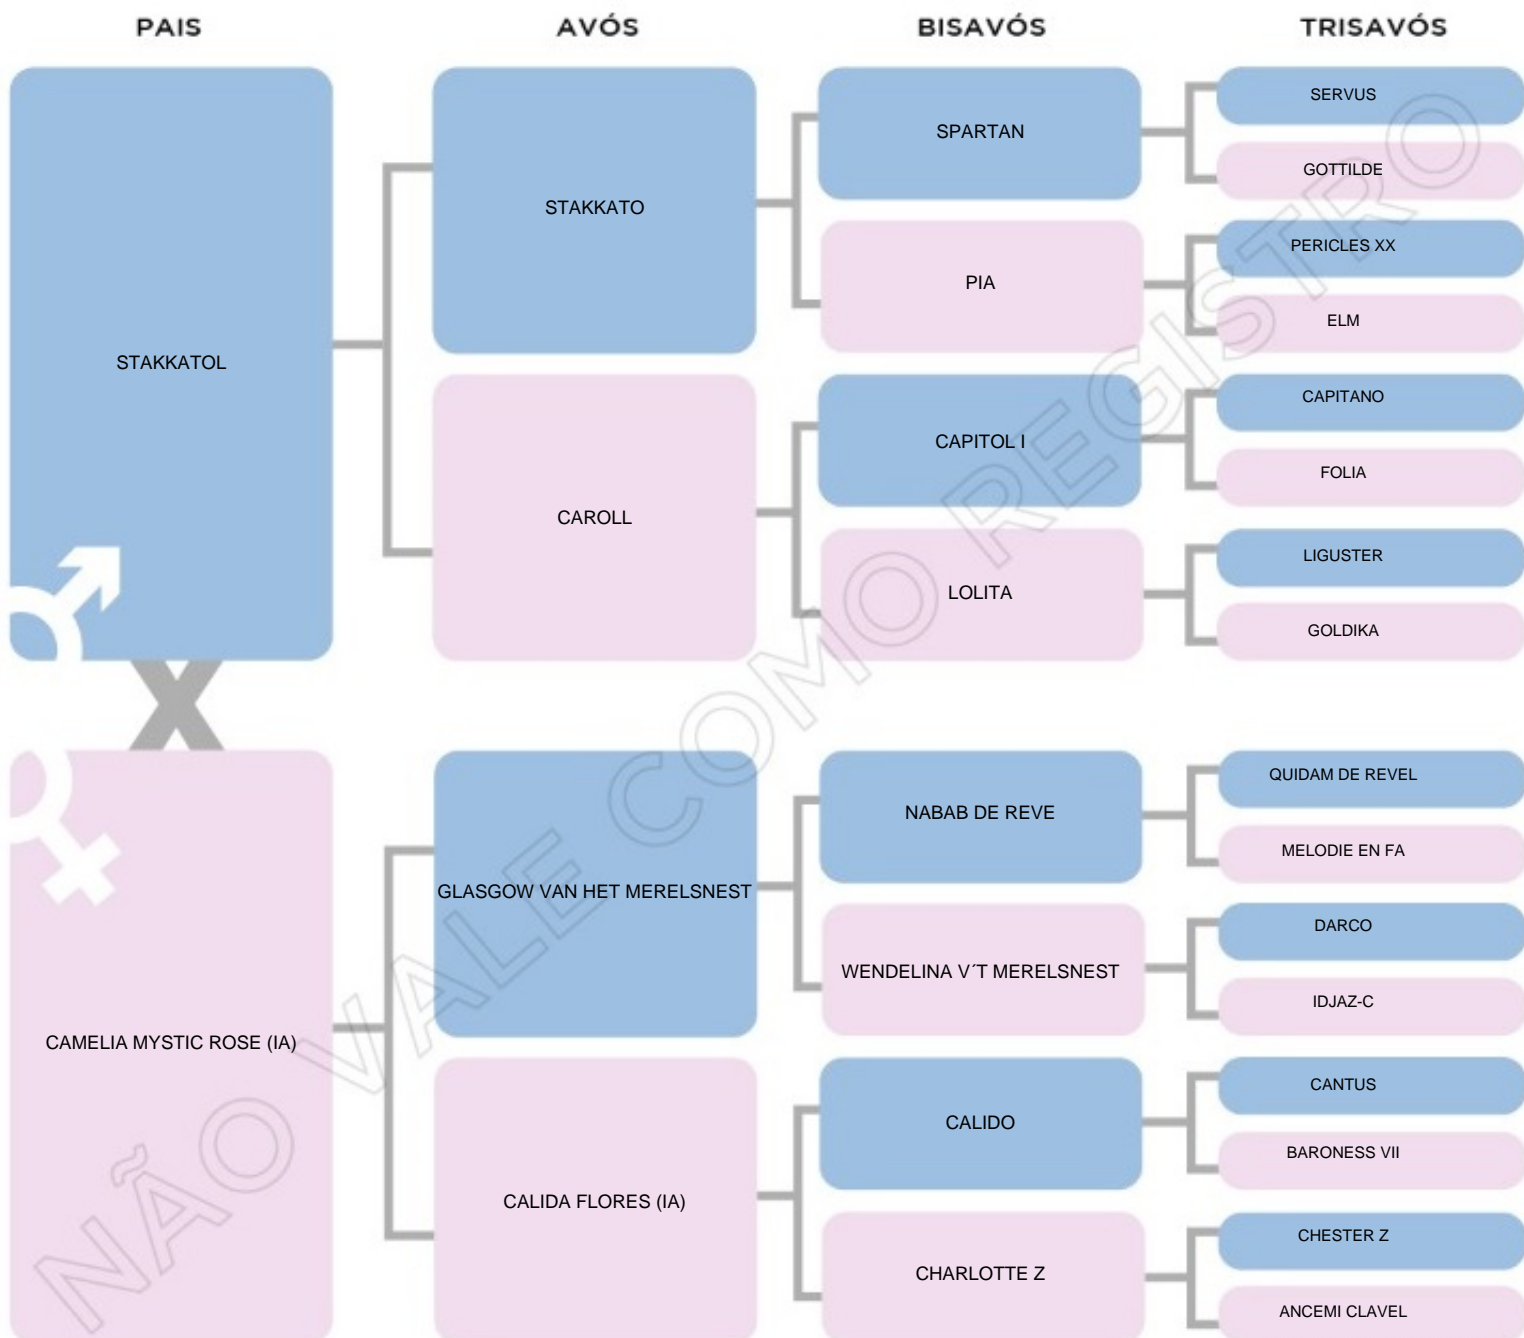 PAIS AVÓS BISAVÓS TRISAVÓS
STAKKATOL
STAKKATO
CAROLL
SPARTAN
PIA
CAPITOL I
LOLITA
SERVUS
GOTTILDE
PERICLES XX
ELM
CAPITANO
FOLIA
LIGUSTER
GOLDIKA
X
CAMELIA MYSTIC ROSE (IA)
GLASGOW VAN HET MERELSNEST
CALIDA FLORES (IA)
NABAB DE REVE
WENDELINA V´T MERELSNEST
CALIDO
CHARLOTTE Z
QUIDAM DE REVEL
MELODIE EN FA
DARCO
IDJAZ-C
CANTUS
BARONESS VII
CHESTER Z
ANCEMI CLAVEL
NÃO VALE COMO REGISTRO